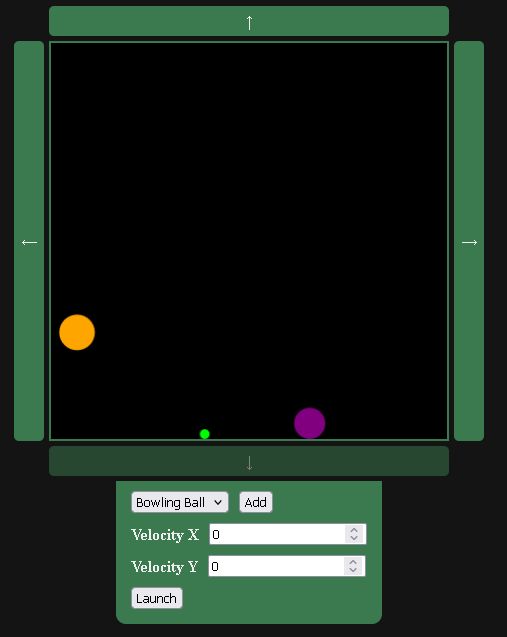 ↑
← →
↓
Bowling Ball Add
Velocity X 0
Velocity Y 0
Launch